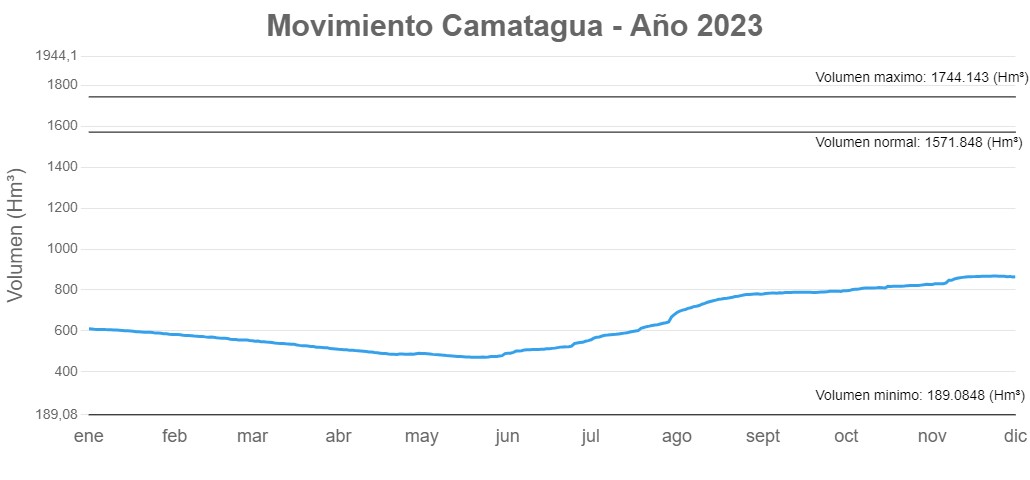 Movimiento Camatagua - Año 2023
1944,1
1800
Volumen maximo: 1744.143 (Hm³)
1600
Volumen normal: 1571.848 (Hm³)
1400
1200
Volumen (Hm³)
1000
800
600
400
Volumen minimo: 189.0848 (Hm³)
189,08
ene feb mar abr may jun jul ago sept oct nov dic